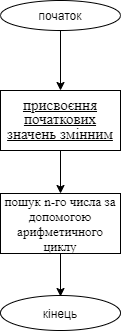 початок
присвоєння
початкових
значень змінним
пошук n-го числа за
допомогою
арифметичного
циклу
кінець